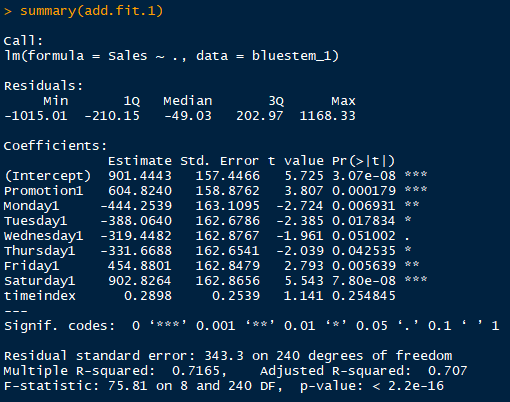 > summary(add.fit.1)
Call:
lm(formula = Sales ~ ., data = bluestem_1)
Residuals:
     Min       1Q   Median       3Q      Max
-1015.01  -210.15   -49.03   202.97  1168.33
Coefficients:
             Estimate Std. Error t value Pr(>|t|)
(Intercept)  901.4443   157.4466   5.725 3.07e-08 ***
Promotion1   604.8240   158.8762   3.807 0.000179 ***
Monday1     -444.2539   163.1095  -2.724 0.006931 **
Tuesday1    -388.0640   162.6786  -2.385 0.017834 *
Wednesday1  -319.4482   162.8767  -1.961 0.051002 .
Thursday1   -331.6688   162.6541  -2.039 0.042535 *
Friday1      454.8801   162.8479   2.793 0.005639 **
Saturday1    902.8264   162.8656   5.543 7.80e-08 ***
timeindex      0.2898     0.2539   1.141 0.254845
---
Signif. codes:  0 ‘***’ 0.001 ‘**’ 0.01 ‘*’ 0.05 ‘.’ 0.1 ‘ ’ 1
Residual standard error: 343.3 on 240 degrees of freedom
Multiple R-squared:  0.7165,    Adjusted R-squared:  0.707
F-statistic: 75.81 on 8 and 240 DF,  p-value: < 2.2e-16